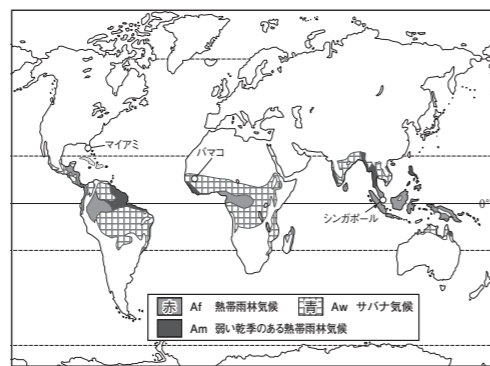 マイアミ
バマコ
0°
シンガポール
赤 Af 熱帯雨林気候 青 Aw サバナ気候
Am 弱い乾季のある熱帯雨林気候